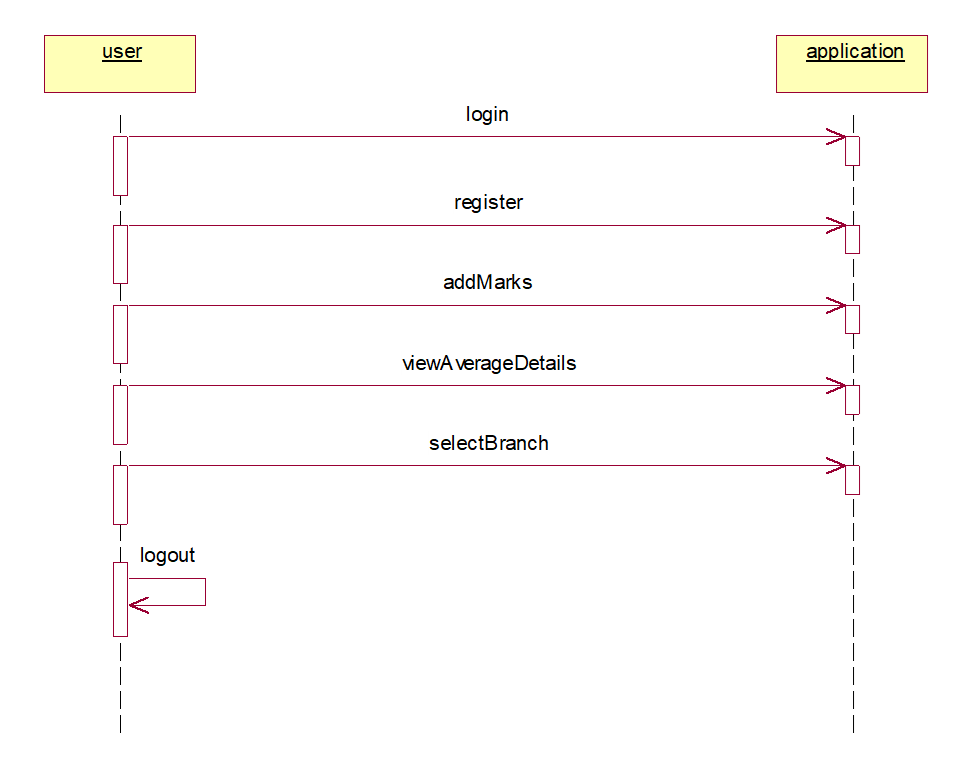 user
application
login
register
addMarks
viewAverageDetails
selectBranch
logout